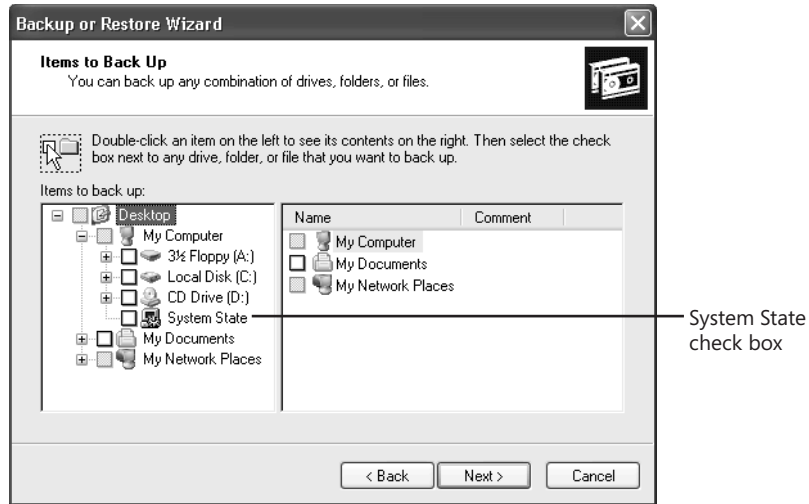 Backup or Restore Wizard
Items to Back Up
You can back up any combination of drives, folders, or files.
Double-click an item on the left to see its contents on the right. Then select the check
box next to any drive, folder, or file that you want to back up.
Items to back up:
Desktop
My Computer
3½ Floppy (A:)
Local Disk (C:)
CD Drive (D:)
System State
My Documents
My Network Places
Name Comment
My Computer
My Documents
My Network Places
System State
check box
< Back Next > Cancel